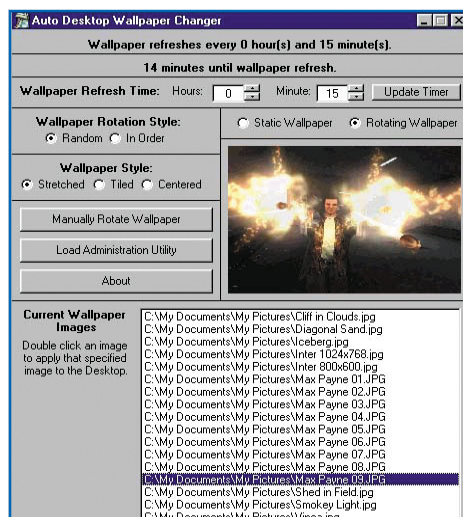 Auto Desktop Wallpaper Changer
Wallpaper refreshes every 0 hour(s) and 15 minute(s).
14 minutes until wallpaper refresh.
Wallpaper Refresh Time: Hours: 0 Minute: 15 Update Timer
Wallpaper Rotation Style:
Random In Order
Static Wallpaper Rotating Wallpaper
Wallpaper Style:
Stretched Tiled Centered
Manually Rotate Wallpaper
Load Administration Utility
About
Current Wallpaper
Images
Double click an image
to apply that specified
image to the Desktop.
C:\My Documents\My Pictures\Cliff in Clouds.jpg
C:\My Documents\My Pictures\Diagonal Sand.jpg
C:\My Documents\My Pictures\Iceberg.jpg
C:\My Documents\My Pictures\Inter 1024x768.jpg
C:\My Documents\My Pictures\Inter 800x600.jpg
C:\My Documents\My Pictures\Max Payne 01.JPG
C:\My Documents\My Pictures\Max Payne 02.JPG
C:\My Documents\My Pictures\Max Payne 03.JPG
C:\My Documents\My Pictures\Max Payne 04.JPG
C:\My Documents\My Pictures\Max Payne 05.JPG
C:\My Documents\My Pictures\Max Payne 06.JPG
C:\My Documents\My Pictures\Max Payne 07.JPG
C:\My Documents\My Pictures\Max Payne 08.JPG
C:\My Documents\My Pictures\Max Payne 09.JPG
C:\My Documents\My Pictures\Shed in Field.jpg
C:\My Documents\My Pictures\Smokey Light.jpg